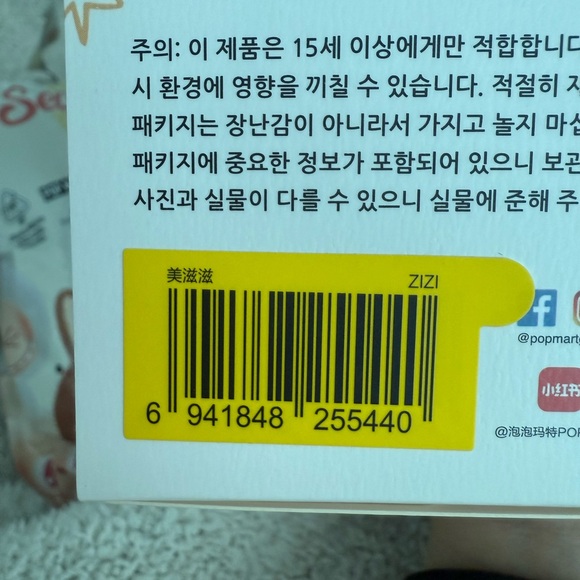 주의: 이 제품은 15세 이상에게만 적합합니다
시 환경에 영향을 끼칠 수 있습니다. 적절히
패키지는 장난감이 아니라서 가지고 놀지 마십
패키지에 중요한 정보가 포함되어 있으니 보관
사진과 실물이 다를 수 있으니 실물에 준해 주
美滋滋 ZIZI
6 941848 255440
f
@popmart
小红书
@泡泡玛特POP